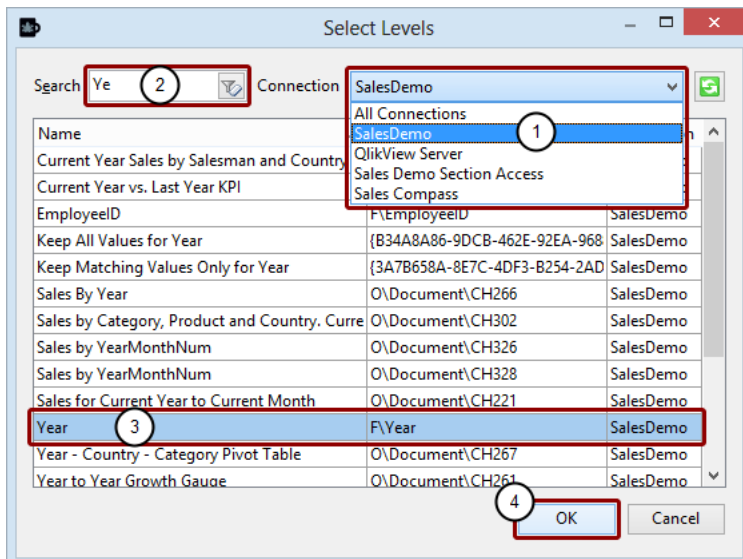 Select Levels
Search Ye 2 Connection SalesDemo
All Connections
Name SalesDemo 1 n
QlikView Server
Current Year Sales by Salesman and Country
Sales Demo Section Access
Current Year vs. Last Year KPI Sales Compass
EmployeeID F\EmployeeID SalesDemo
Keep All Values for Year {B34A8A86-9DCB-462E-92EA-968 SalesDemo
Keep Matching Values Only for Year {3A7B658A-8E7C-4DF3-B254-2AD SalesDemo
Sales By Year O\Document\CH266 SalesDemo
Sales by Category, Product and Country. Curre O\Document\CH302 SalesDemo
Sales by YearMonthNum O\Document\CH326 SalesDemo
Sales by YearMonthNum O\Document\CH328 SalesDemo
Sales for Current Year to Current Month O\Document\CH221 SalesDemo
Year 3 F\Year SalesDemo
Year - Country - Category Pivot Table O\Document\CH267 SalesDemo
Year to Year Growth Gauge O\Document\CH261 SalesDemo
4
OK Cancel